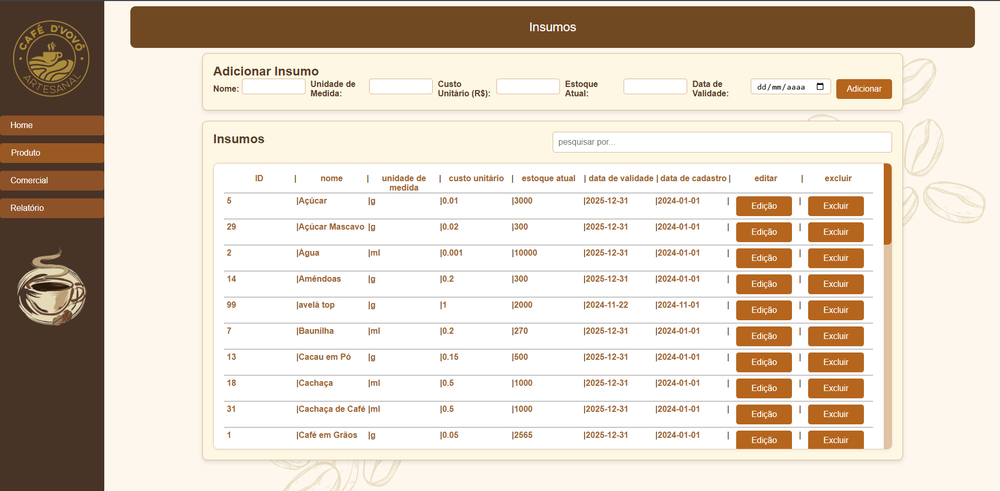 CAFÉ D'VOVÔ
ARTESANAL
Home
Produto
Comercial
Relatório
Insumos
Adicionar Insumo
Nome: Unidade de Medida: Custo Unitário (R$): Estoque Atual: Data de Validade: dd/mm/aaaa Adicionar
Insumos
pesquisar por...
ID | nome | unidade de medida | custo unitário | estoque atual | data de validade | data de cadastro | editar | excluir
5 |Açúcar |g |0.01 |3000 |2025-12-31 |2024-01-01 | Edição | Excluir
29 |Açúcar Mascavo |g |0.02 |300 |2025-12-31 |2024-01-01 | Edição | Excluir
2 |Água |ml |0.001 |10000 |2025-12-31 |2024-01-01 | Edição | Excluir
14 |Amêndoas |g |0.2 |300 |2025-12-31 |2024-01-01 | Edição | Excluir
99 |avelá top |g |1 |2000 |2024-11-22 |2024-11-01 | Edição | Excluir
7 |Baunilha |ml |0.2 |270 |2025-12-31 |2024-01-01 | Edição | Excluir
13 |Cacau em Pó |g |0.15 |500 |2025-12-31 |2024-01-01 | Edição | Excluir
18 |Cachaça |ml |0.5 |1000 |2025-12-31 |2024-01-01 | Edição | Excluir
31 |Cachaça de Café |ml |0.5 |1000 |2025-12-31 |2024-01-01 | Edição | Excluir
1 |Café em Grãos |g |0.05 |2565 |2025-12-31 |2024-01-01 | Edição | Excluir